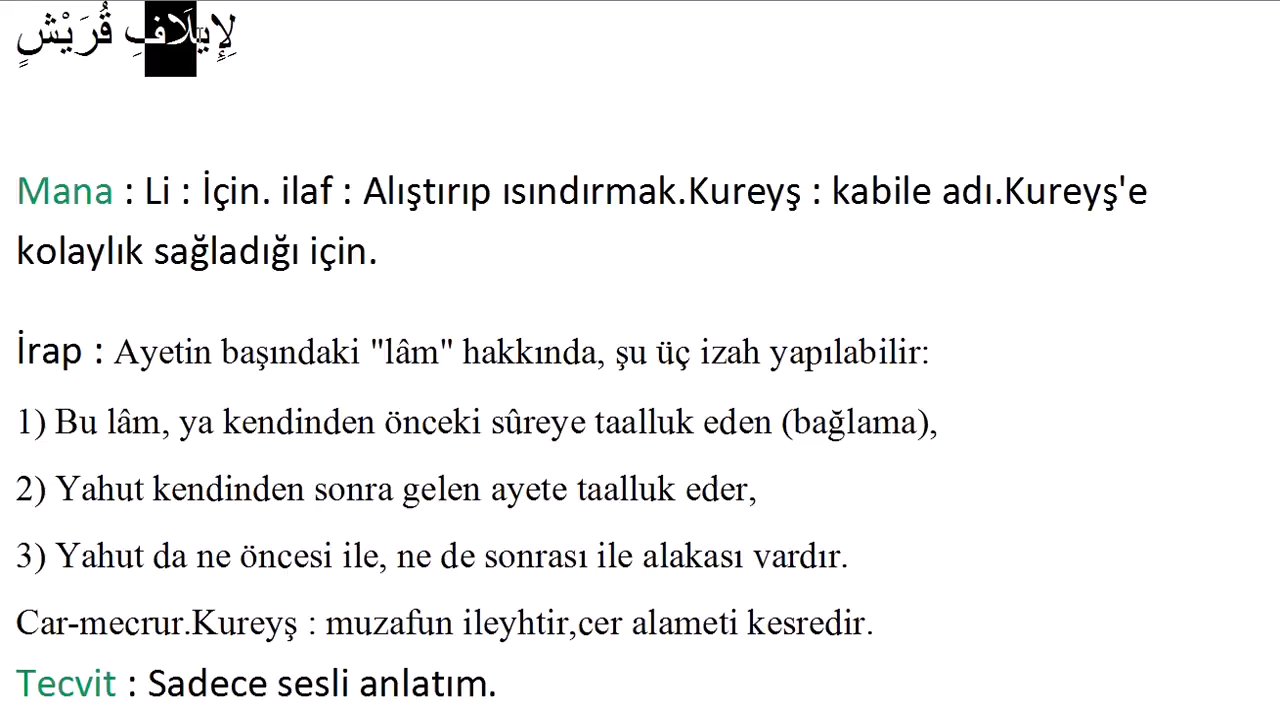 لِإِيلَافِ قُرَيْشٍ
Mana : Li : İçin. ilaf : Alıştırıp ısındırmak.Kureyş : kabile adı.Kureyş'e
kolaylık sağladığı için.
İrap : Ayetin başındaki "lâm" hakkında, şu üç izah yapılabilir:
1) Bu lâm, ya kendinden önceki sûreye taalluk eden (bağlama),
2) Yahut kendinden sonra gelen ayete taalluk eder,
3) Yahut da ne öncesi ile, ne de sonrası ile alakası vardır.
Car-mecrur.Kureyş : muzafun ileyhtir,cer alameti kesredir.
Tecvit : Sadece sesli anlatım.